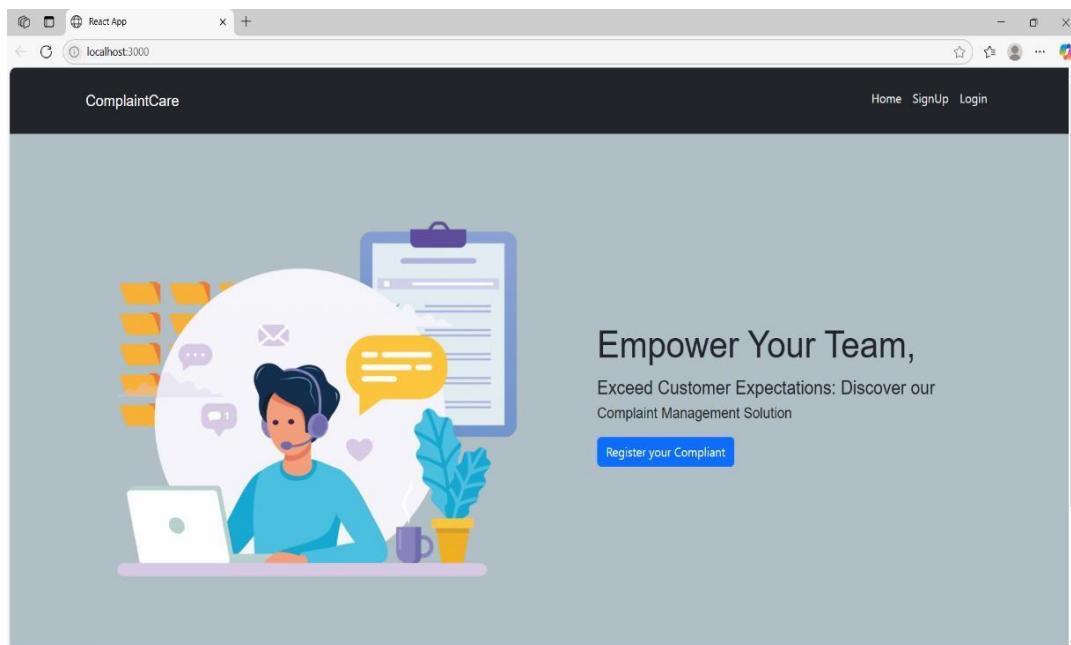 React App
localhost:3000
ComplaintCare
Home SignUp Login
1
Empower Your Team,
Exceed Customer Expectations: Discover our
Complaint Management Solution
Register your Compliant